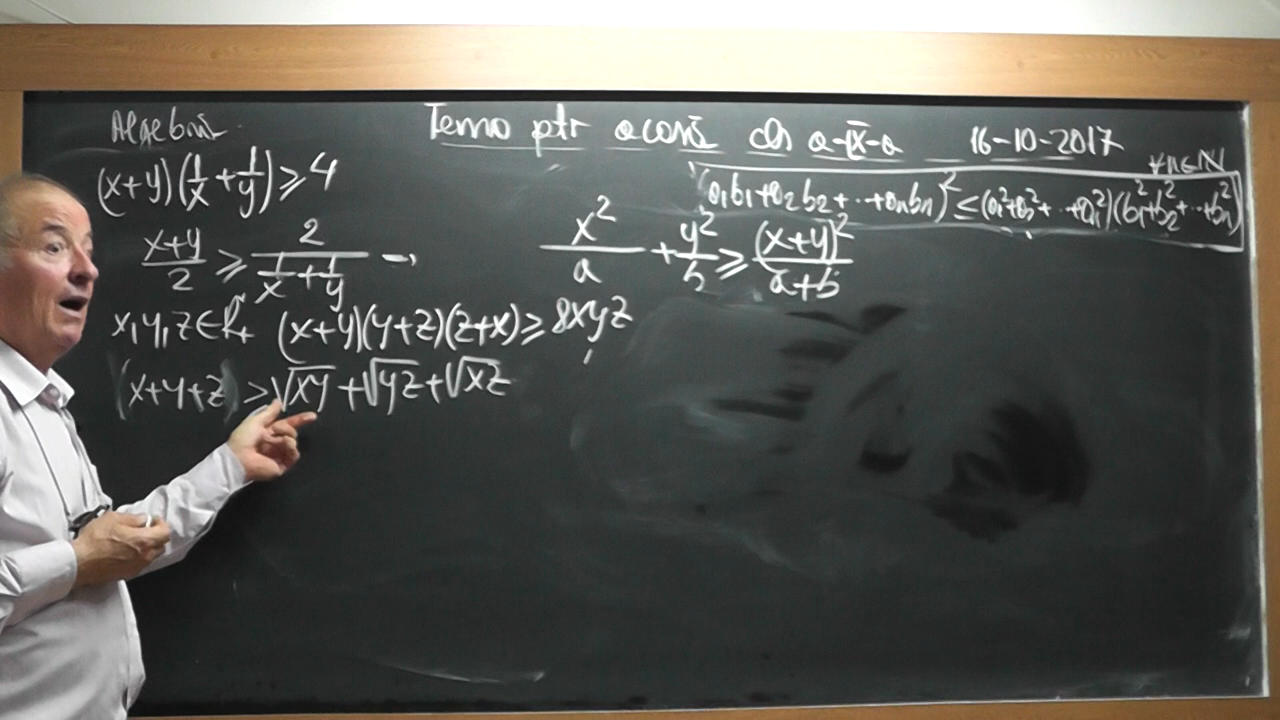 Algebră
Temă ptr acasă cls a-IX-a 16-10-2017
(x+y)(1/x + 1/y) ≥ 4
∀n∈ℕ
(a₁b₁+a₂b₂+...+aₙbₙ)² ≤ (a₁²+a₂²+...+aₙ²)(b₁²+b₂²+...+bₙ²)
(x+y)/2 ≥ 2/(1/x + 1/y)
x²/a + y²/b ≥ (x+y)²/(a+b)
x,y,z∈R₊ (x+y)(y+z)(z+x) ≥ 8xyz
(x+y+z) > √xy + √yz + √xz